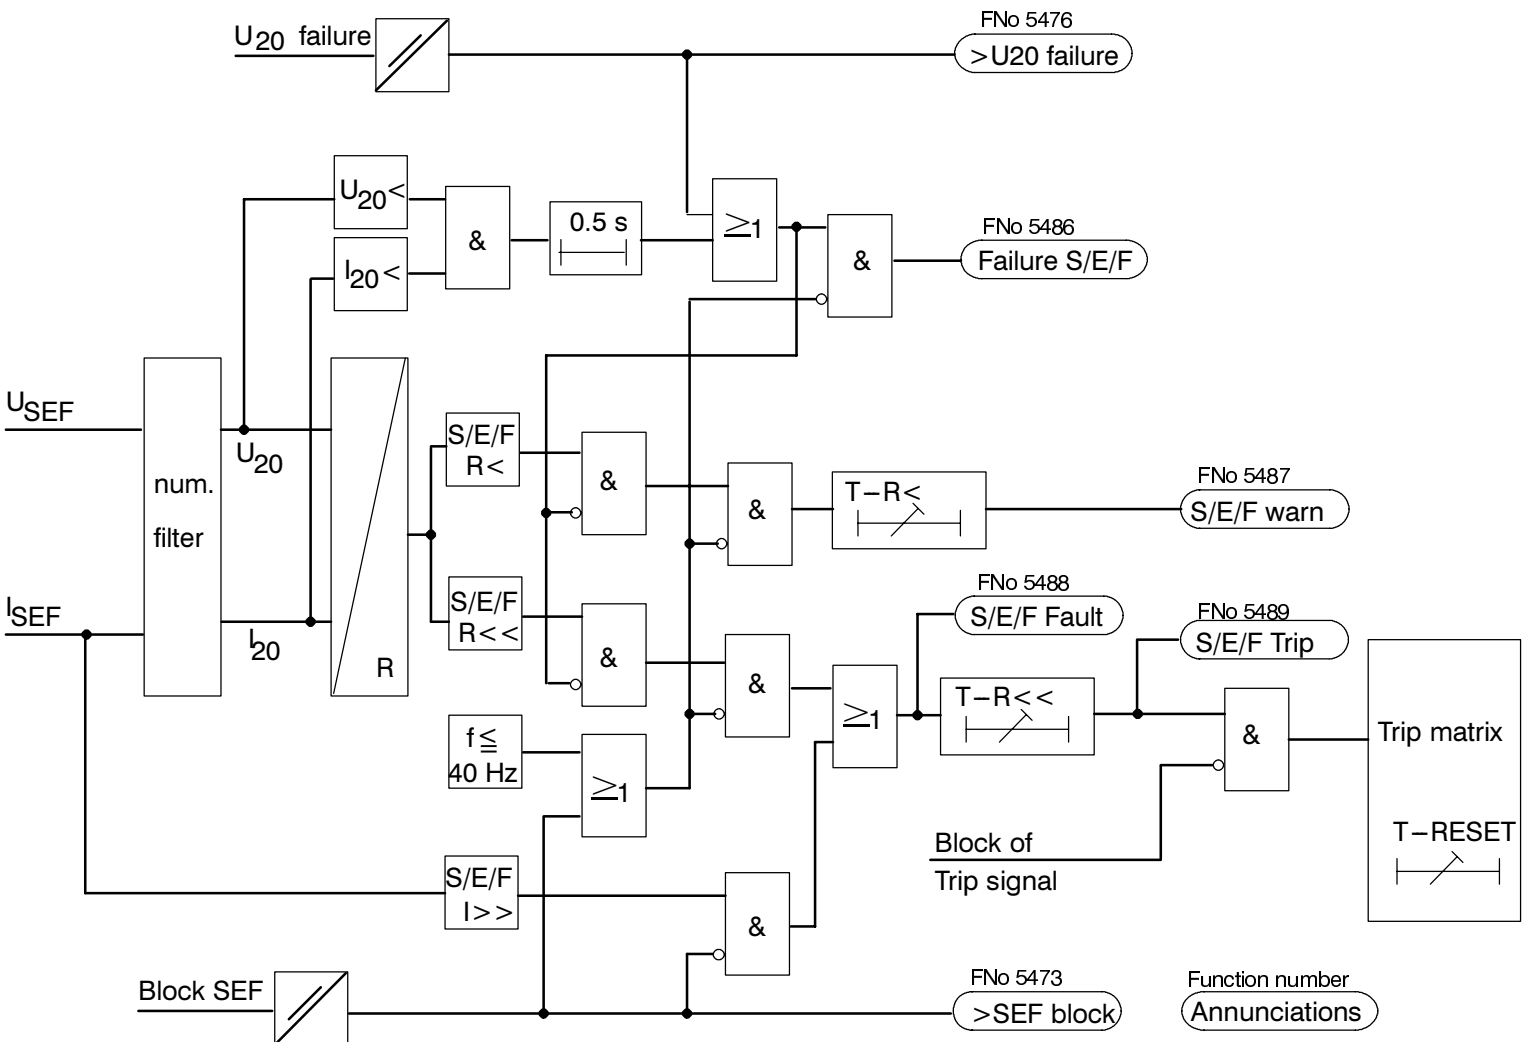 FNo 5476
U20 failure
>U20 failure
U20<
0.5 s
≥1
FNo 5486
&
&
Failure S/E/F
I20<
USEF
S/E/F
R<
U20
FNo 5487
num.
&
T–R<
S/E/F warn
filter
&
FNo 5488
S/E/F
R<<
ISEF
S/E/F Fault
FNo 5489
I20
S/E/F Trip
R
&
&
T–R<<
≥1
f≦
40 Hz
&
Trip matrix
≥1
T–RESET
Block of
Trip signal
S/E/F
I>>
&
FNo 5473
Function number
Block SEF
>SEF block
Annunciations